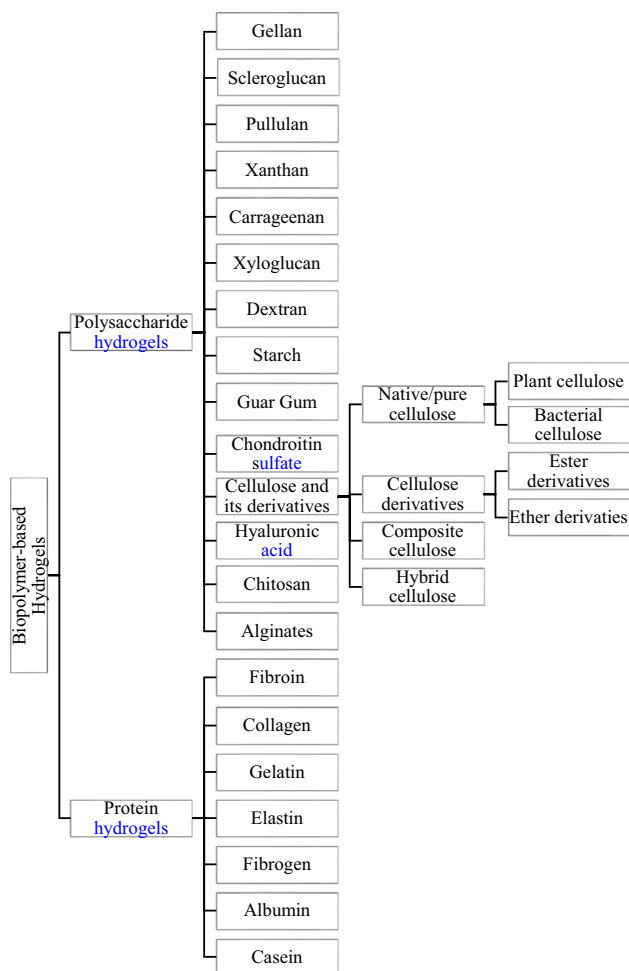 Biopolymer-based
Hydrogels
Polysaccharide
hydrogels
Gellan
Scleroglucan
Pullulan
Xanthan
Carrageenan
Xyloglucan
Dextran
Starch
Guar Gum
Chondroitin
sulfate
Cellulose and
its derivatives
Native/pure
cellulose
Plant cellulose
Bacterial
cellulose
Cellulose
derivatives
Ester
derivatives
Ether derivaties
Composite
cellulose
Hybrid
cellulose
Hyaluronic
acid
Chitosan
Alginates
Protein
hydrogels
Fibroin
Collagen
Gelatin
Elastin
Fibrogen
Albumin
Casein